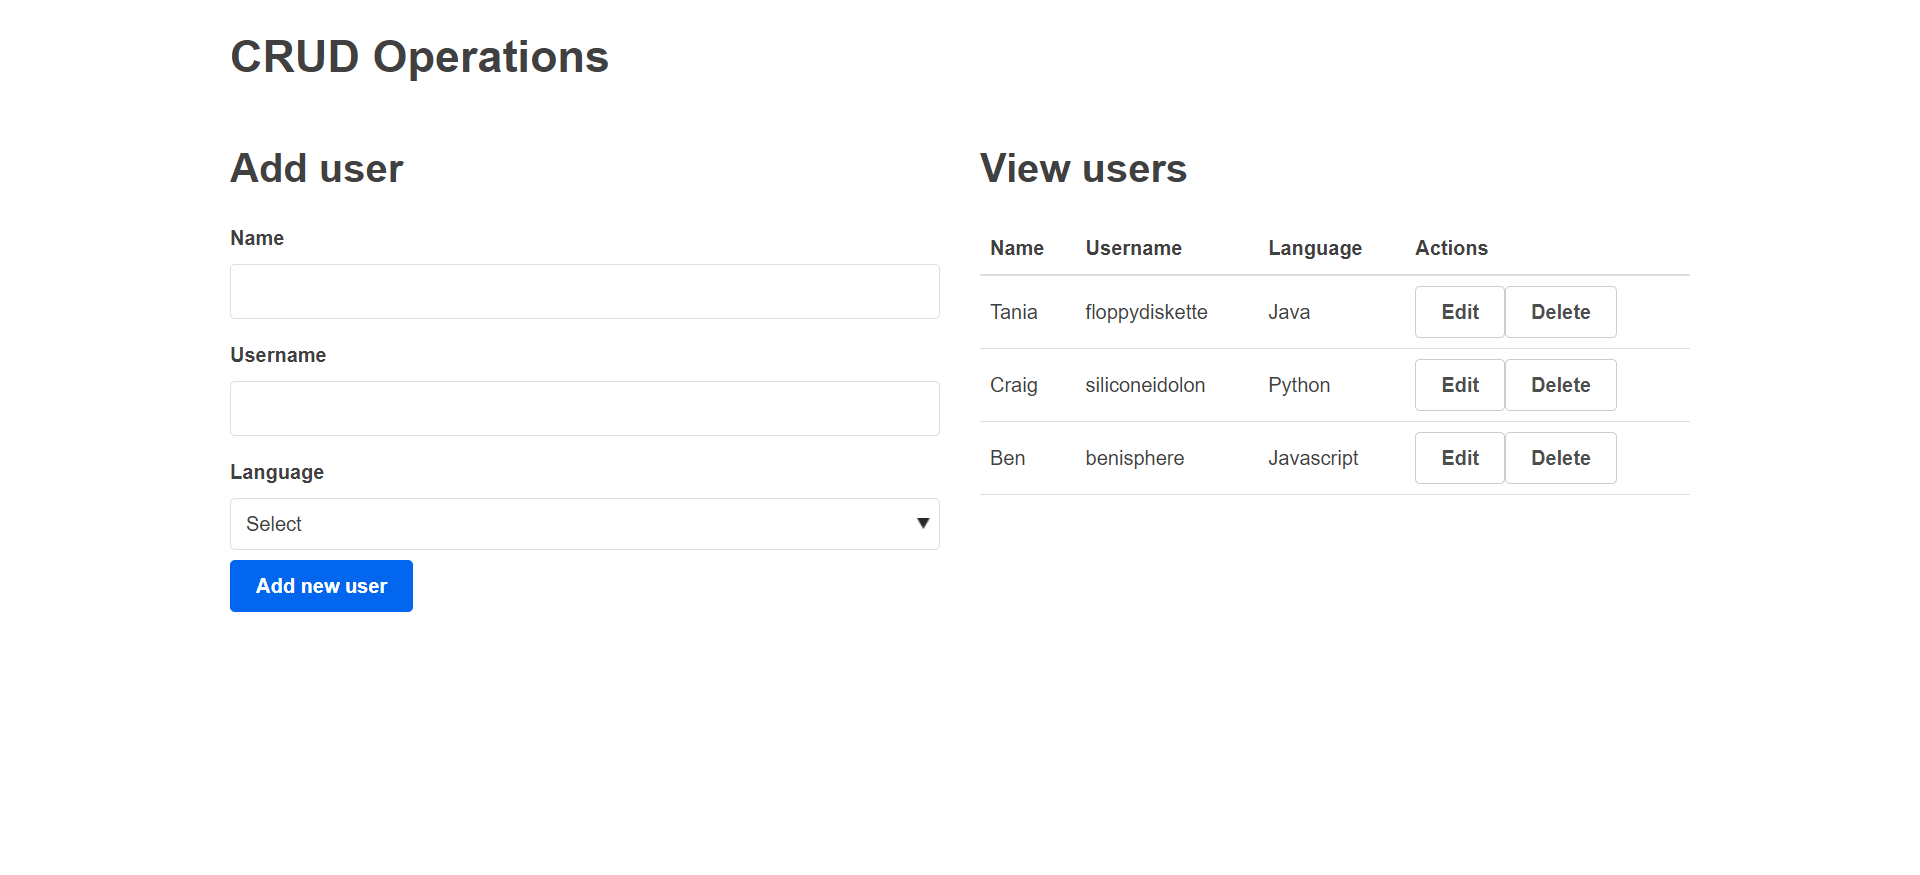 CRUD Operations
Add user
Name
Username
Language
Select
Add new user
View users
Name Username Language Actions
Tania floppydiskette Java Edit Delete
Craig siliconeidolon Python Edit Delete
Ben benisphere Javascript Edit Delete